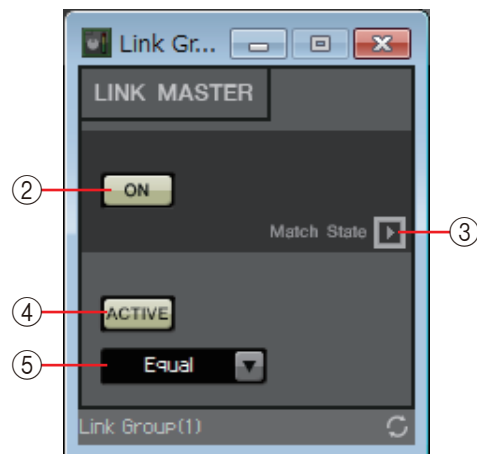 Link Gr...
LINK MASTER
② ON
Match State ③
④ ACTIVE
⑤ Equal
Link Group(1)